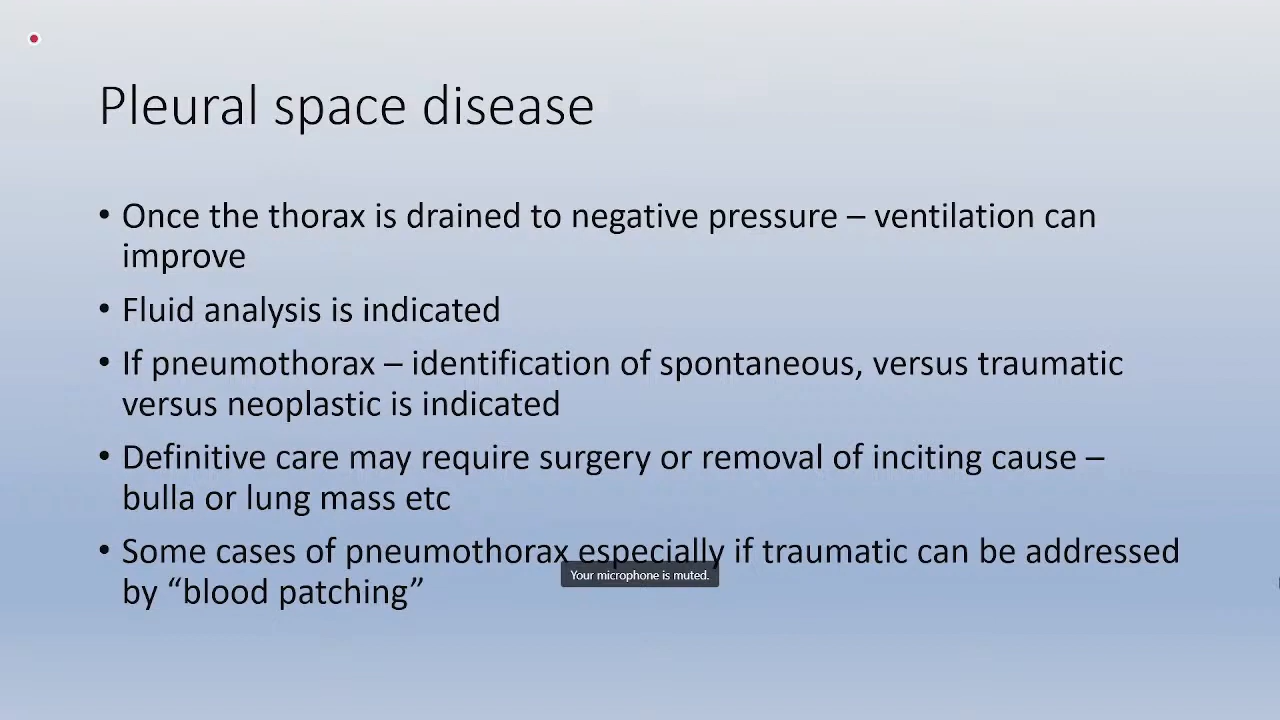 Pleural space disease
• Once the thorax is drained to negative pressure – ventilation can
improve
• Fluid analysis is indicated
• If pneumothorax – identification of spontaneous, versus traumatic
versus neoplastic is indicated
• Definitive care may require surgery or removal of inciting cause –
bulla or lung mass etc
• Some cases of pneumothorax especially if traumatic can be addressed
Your microphone is muted.
by “blood patching”